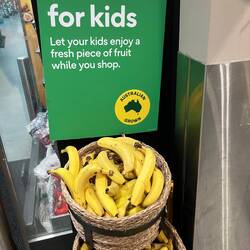 for kids
Let your kids enjoy a
fresh piece of fruit
while you shop.
AUSTRALIAN
GROWN